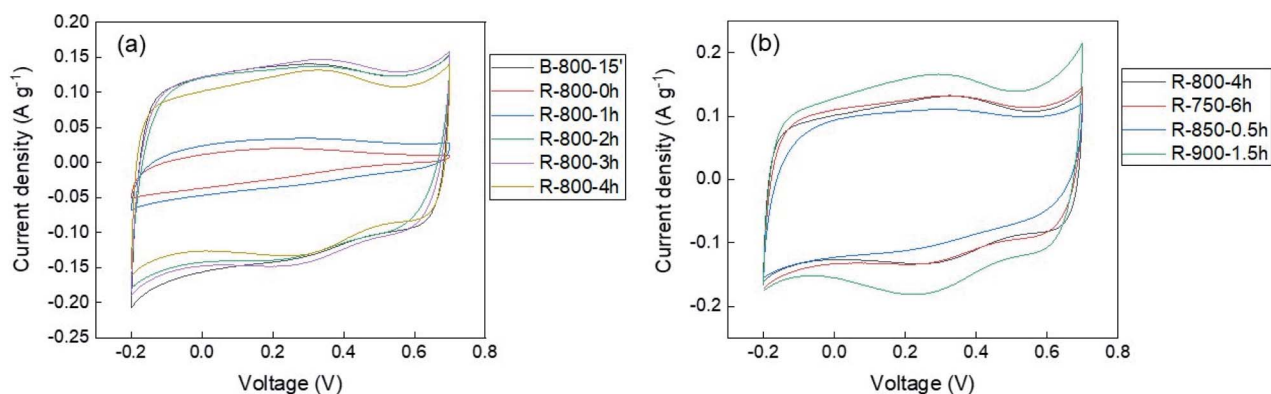 (a)
Current density (A g⁻¹)
0.20
0.15
0.10
0.05
0.00
-0.05
-0.10
-0.15
-0.20
-0.25
-0.2 0.0 0.2 0.4 0.6 0.8
Voltage (V)
B-800-15'
R-800-0h
R-800-1h
R-800-2h
R-800-3h
R-800-4h
(b)
Current density (A g⁻¹)
0.2
0.1
0.0
-0.1
-0.2
-0.2 0.0 0.2 0.4 0.6 0.8
Voltage (V)
R-800-4h
R-750-6h
R-850-0.5h
R-900-1.5h